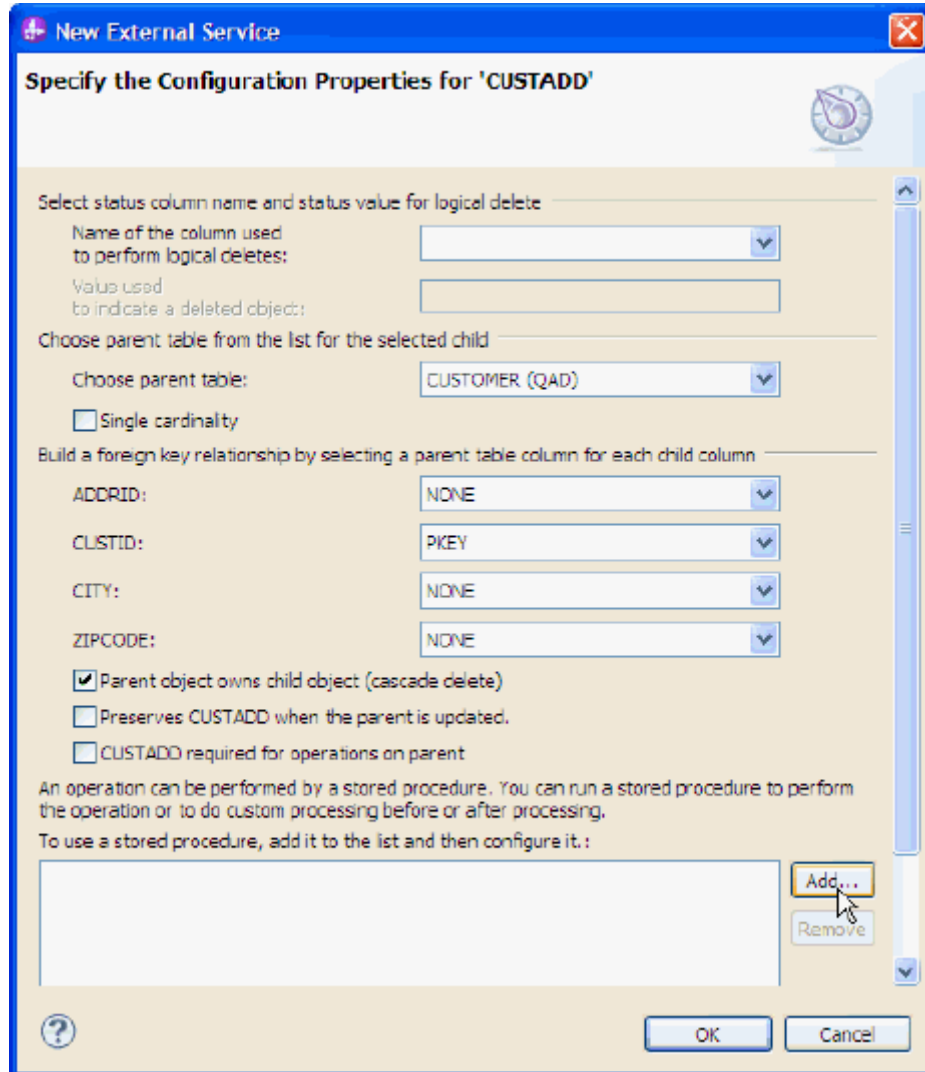 New External Service
Specify the Configuration Properties for 'CUSTADD'
Select status column name and status value for logical delete
Name of the column used
to perform logical deletes:
Value used
to indicate a deleted object:
Choose parent table from the list for the selected child
Choose parent table:
CUSTOMER (QAD)
Single cardinality
Build a foreign key relationship by selecting a parent table column for each child column
ADDRID:
NONE
CUSTID:
PKEY
CITY:
NONE
ZIPCODE:
NONE
Parent object owns child object (cascade delete)
Preserves CUSTADD when the parent is updated.
CUSTADD required for operations on parent
An operation can be performed by a stored procedure. You can run a stored procedure to perform
the operation or to do custom processing before or after processing.
To use a stored procedure, add it to the list and then configure it.:
Add...
Remove
?
OK
Cancel